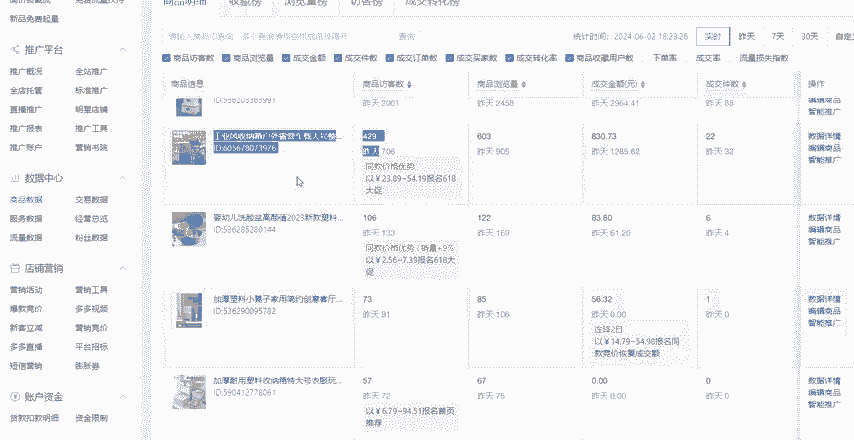 商品明细 收藏榜 浏览量榜 访客榜 成交转化榜
新品免费起量
查询 统计时间：2024-06-02 18:23:26 实时 昨天 7天 30天
推广平台
商品访客数 商品浏览量 成交金额 成交件数 成交订单数 成交买家数 成交转化率 商品收藏用户数 下单率 成交率 流量损失指数
推广概况 全站推广
商品信息 商品访客数 商品浏览量 成交金额(元) 成交件数 操作
全店托管 标准推广
ID:536203363991 昨天 2001 昨天 2458 昨天 2964.41 昨天 88 编辑商品
智能推广
直播推广 明星店铺
推广报表 推广工具
429 603 830.73 22 数据详情
ID:605678073976 昨天 706 昨天 905 昨天 1285.62 昨天 32 编辑商品
智能推广
推广账户 营销书院
同款价格优势
以￥23.89~54.19报名618
大促
数据中心
商品数据 交易数据
服务数据 经营总览
流量数据 粉丝数据
婴幼儿洗脸盆高颜值2023新款塑料... 106 122 83.80 6 数据详情
ID:536285280144 昨天 133 昨天 169 昨天 61.20 昨天 4 编辑商品
智能推广
同款价格优势 | 销量+9%
以￥2.56~7.39报名618大
促
店铺营销
营销活动 营销工具
爆款竞价 多多视频
新客立减 营销竞价
多多直播 平台招标
短信营销 膨胀券
加厚塑料小凳子家用简约创意客厅... 73 85 56.32 1 数据详情
ID:536290095782 昨天 81 昨天 106 昨天 0.00 昨天 0 编辑商品
智能推广
连降2日
以￥14.79~54.98报名同
款竞价恢复成交额
账户资金
货款扣款明细 资金限制
加厚耐用塑料收纳箱特大号衣服玩... 57 67 0.00 0 数据详情
ID:590412778061 昨天 72 昨天 75 昨天 0.00 昨天 0 编辑商品
智能推广
以￥6.79~94.51报名首页
推荐